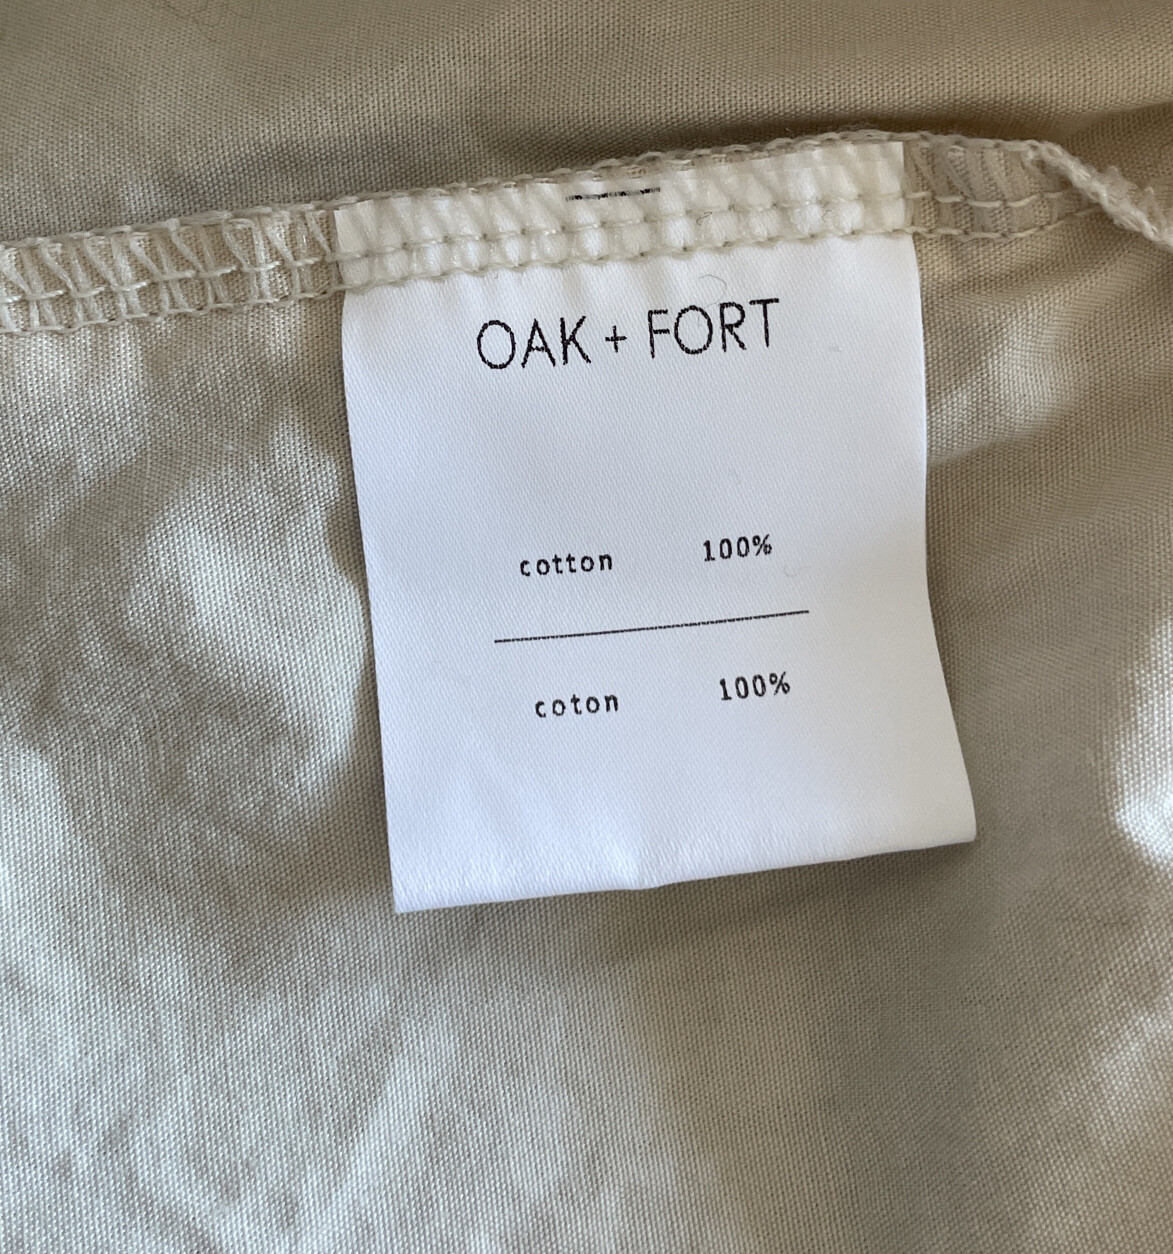 OAK + FORT
cotton 100%
coton 100%